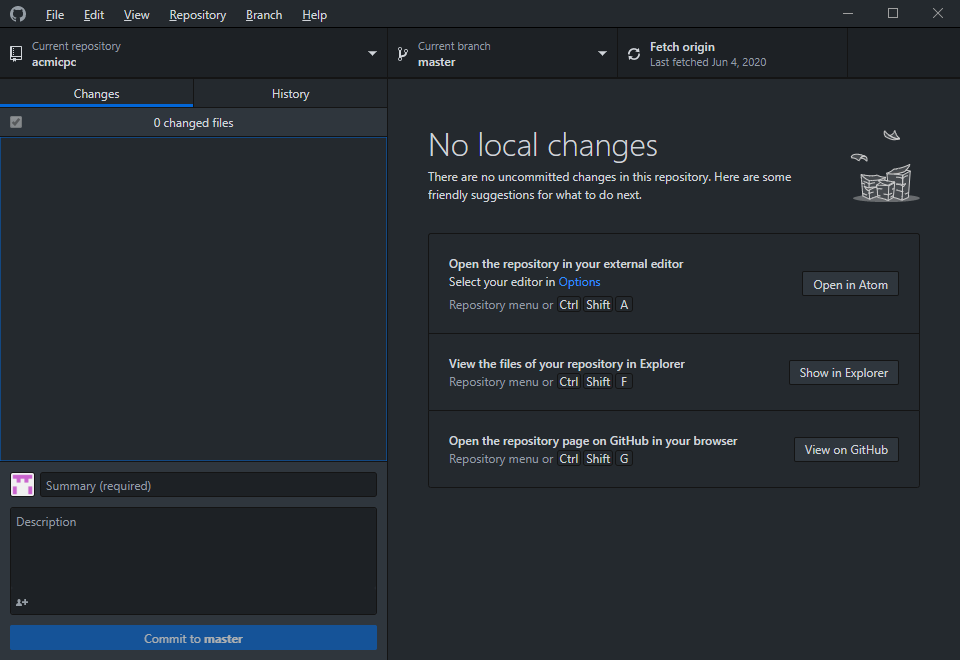 File Edit View Repository Branch Help
Current repository
acmicpc
Current branch
master
Fetch origin
Last fetched Jun 4, 2020
Changes
History
0 changed files
No local changes
There are no uncommitted changes in this repository. Here are some
friendly suggestions for what to do next.
Open the repository in your external editor
Select your editor in Options
Repository menu or Ctrl Shift A
Open in Atom
View the files of your repository in Explorer
Repository menu or Ctrl Shift F
Show in Explorer
Open the repository page on GitHub in your browser
Repository menu or Ctrl Shift G
View on GitHub
Summary (required)
Description
Commit to master